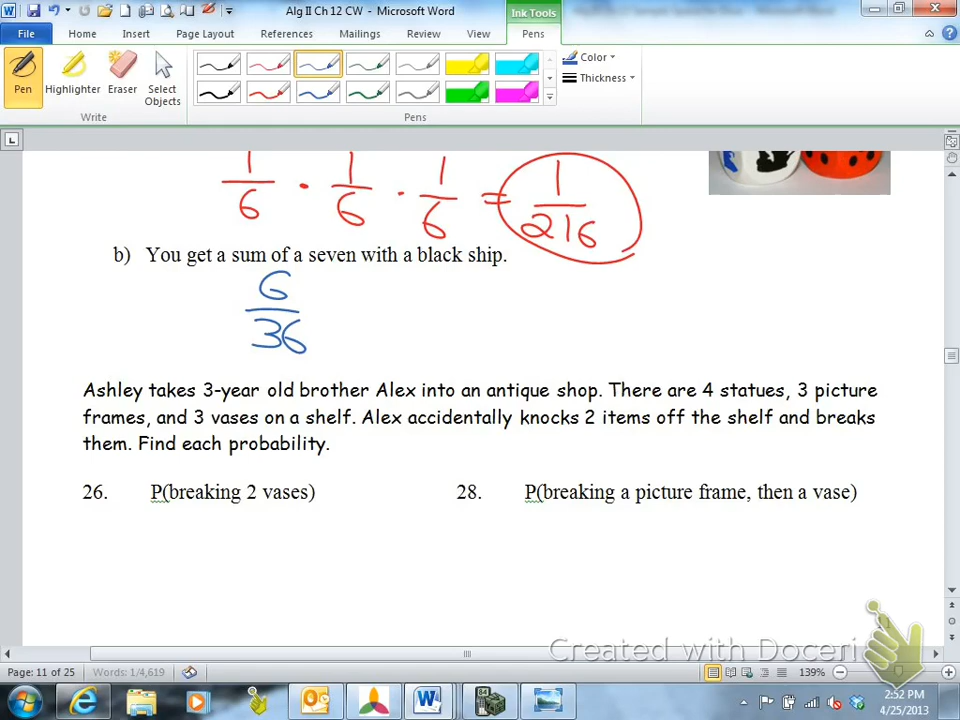 Alg II Ch 12 CW - Microsoft Word
Ink Tools
File Home Insert Page Layout References Mailings Review View Pens
Pen Highlighter Eraser Select Objects
Color
Thickness
Write Pens
1/6 · 1/6 · 1/6 = 1/216
b) You get a sum of a seven with a black ship.
6/36
Ashley takes 3-year old brother Alex into an antique shop. There are 4 statues, 3 picture
frames, and 3 vases on a shelf. Alex accidentally knocks 2 items off the shelf and breaks
them. Find each probability.
26. P(breaking 2 vases) 28. P(breaking a picture frame, then a vase)
Created with Doceri
Page: 11 of 25 Words: 1/4,619 139%
2:52 PM
4/25/2013